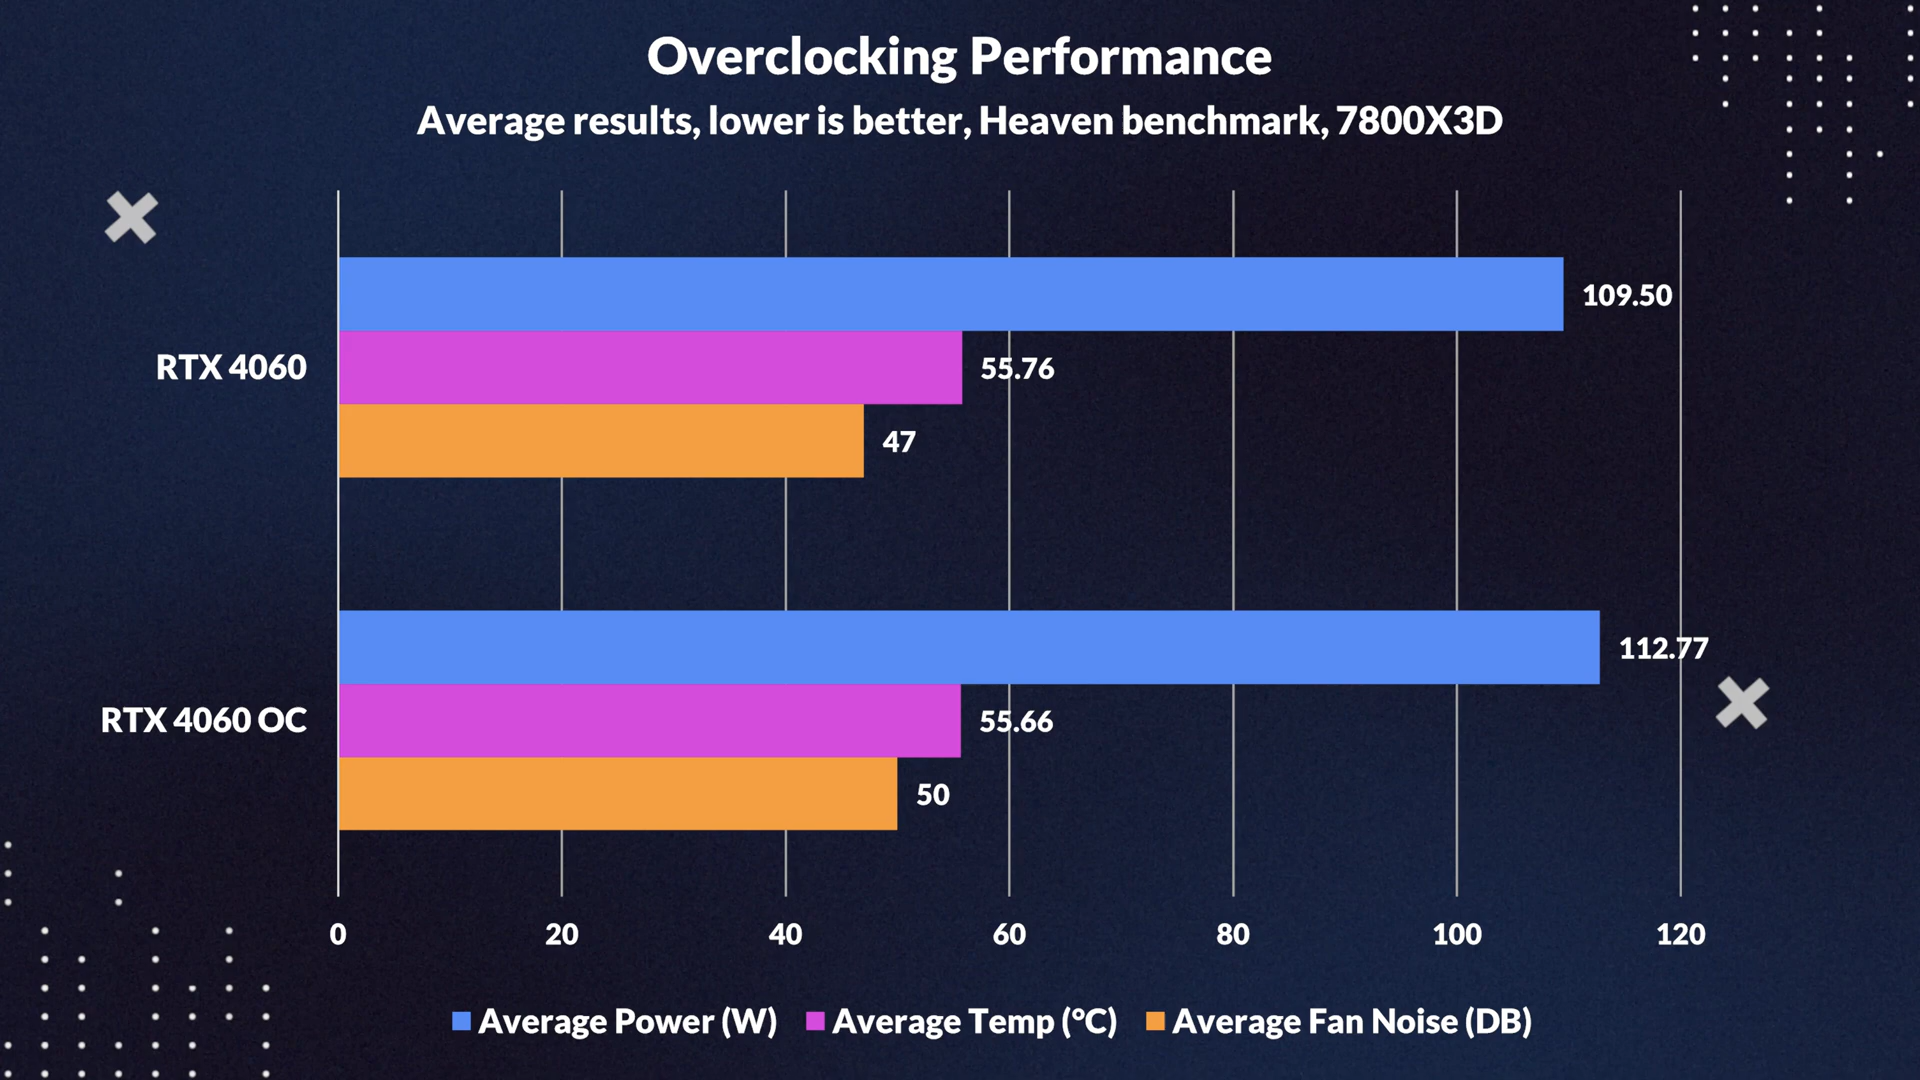 Overclocking Performance
Average results, lower is better, Heaven benchmark, 7800X3D
109.50
RTX 4060
55.76
47
112.77
RTX 4060 OC
55.66
50
0 20 40 60 80 100 120
Average Power (W) Average Temp (°C) Average Fan Noise (DB)